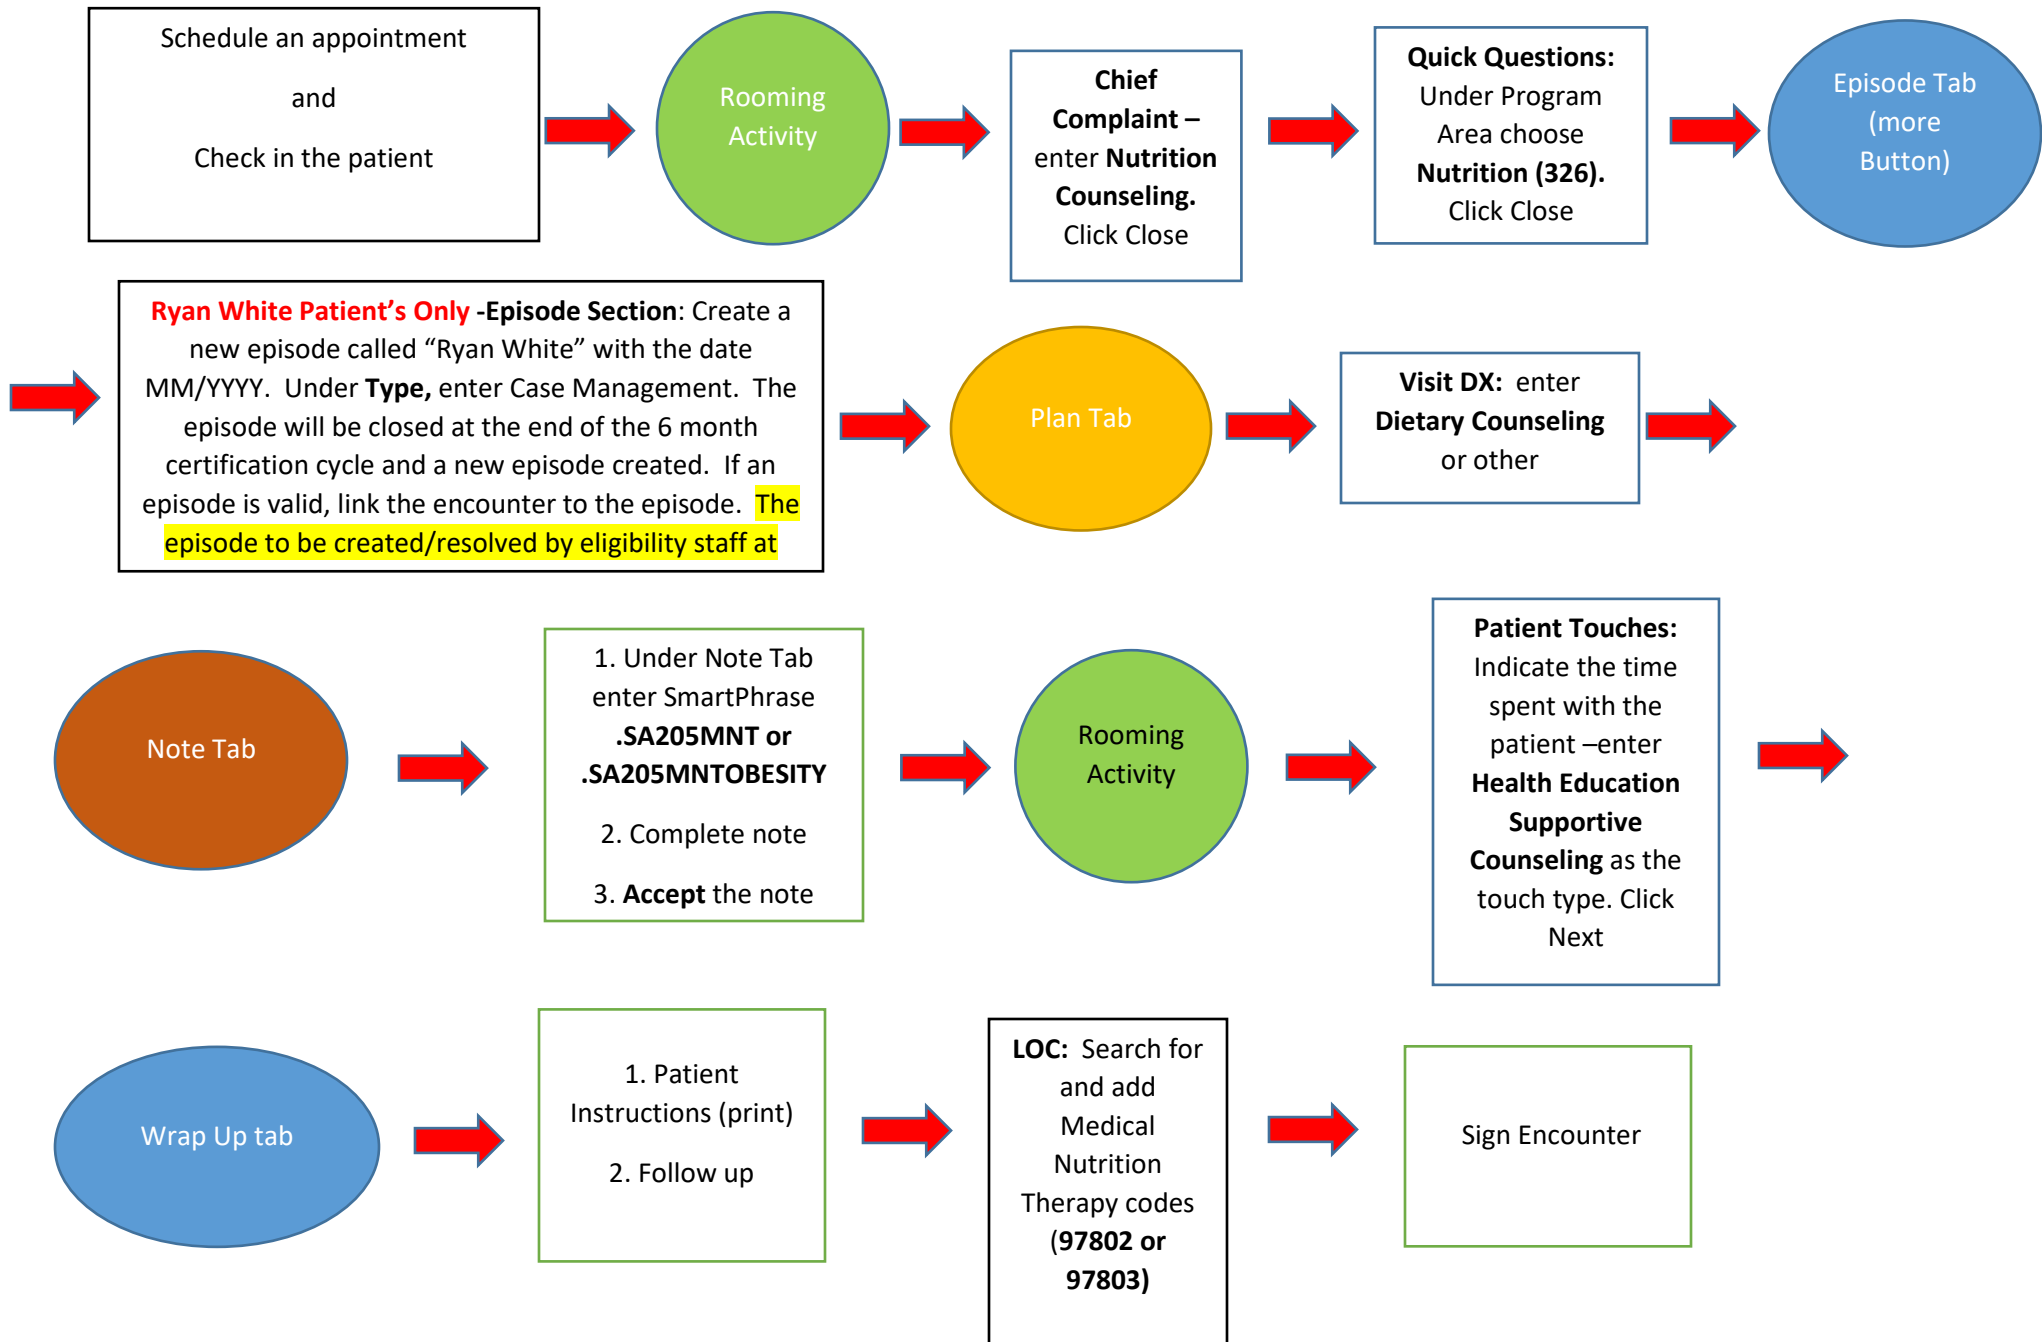 Schedule an appointment
and
Check in the patient
Rooming
Activity
Chief
Complaint –
enter Nutrition
Counseling.
Click Close
Quick Questions:
Under Program
Area choose
Nutrition (326).
Click Close
Episode Tab
(more
Button)
Ryan White Patient’s Only -Episode Section: Create a
new episode called “Ryan White” with the date
MM/YYYY.  Under Type, enter Case Management.  The
episode will be closed at the end of the 6 month
certification cycle and a new episode created.  If an
episode is valid, link the encounter to the episode.  The
episode to be created/resolved by eligibility staff at
Plan Tab
Visit DX:  enter
Dietary Counseling
or other
Note Tab
1. Under Note Tab
enter SmartPhrase
.SA205MNT or
.SA205MNTOBESITY
2. Complete note
3. Accept the note
Rooming
Activity
Patient Touches:
Indicate the time
spent with the
patient –enter
Health Education
Supportive
Counseling as the
touch type. Click
Next
Wrap Up tab
1. Patient
Instructions (print)
2. Follow up
LOC:  Search for
and add
Medical
Nutrition
Therapy codes
(97802 or
97803)
Sign Encounter